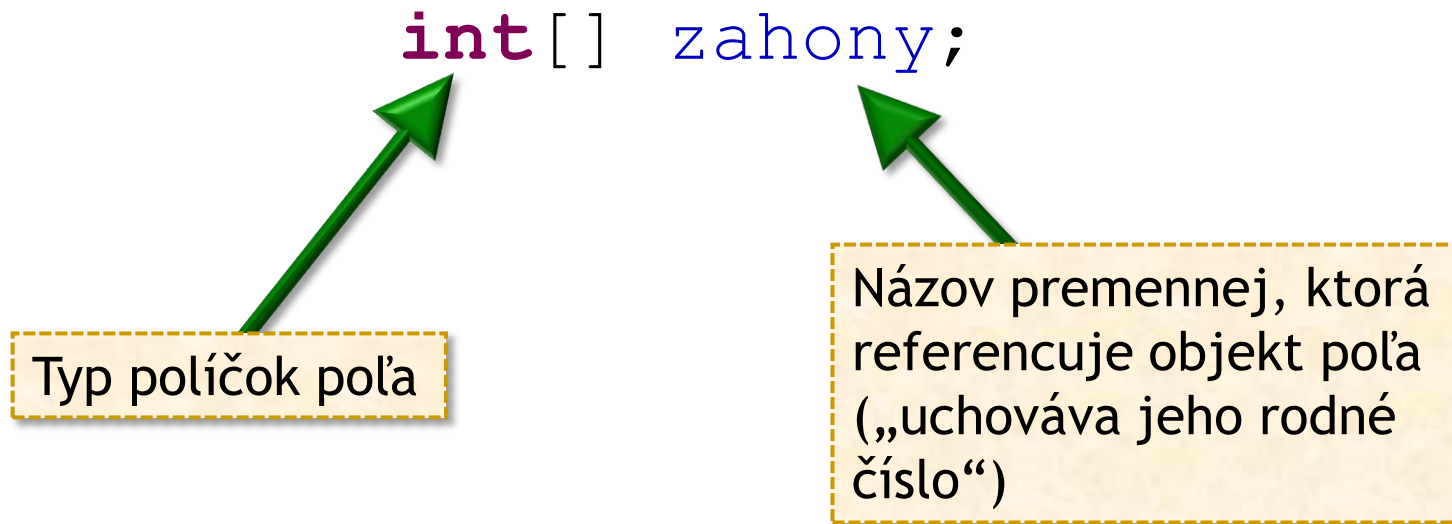 int[] zahony;
Typ políčok poľa
Názov premennej, ktorá
referencuje objekt poľa
(„uchováva jeho rodné
číslo“)